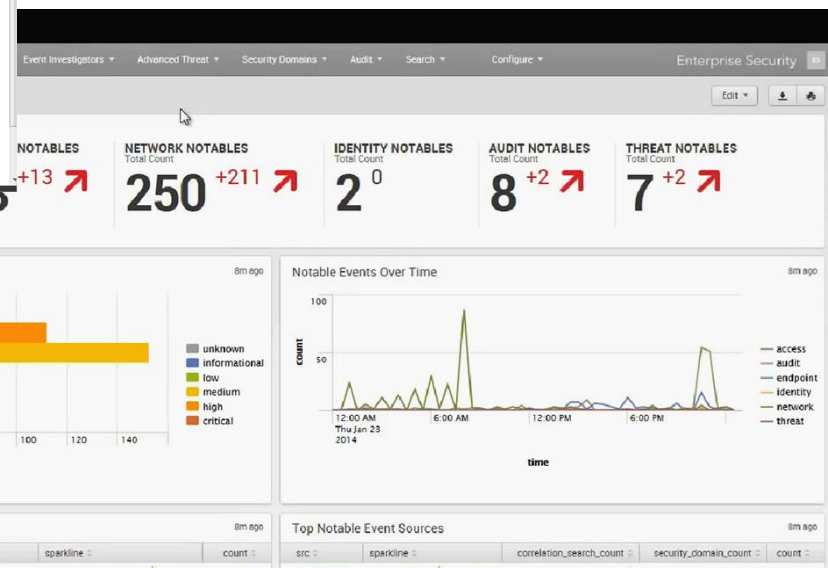 Event Investigators Advanced Threat Security Domains Audit Search Configure Enterprise Security ES
Edit
NOTABLES NETWORK NOTABLES IDENTITY NOTABLES AUDIT NOTABLES THREAT NOTABLES
Total Count Total Count Total Count Total Count
+13 250 +211 2 0 8 +2 7 +2
8m ago
unknown
informational
low
medium
high
critical
100 120 140
Notable Events Over Time 8m ago
100
50
count
12:00 AM 6:00 AM 12:00 PM 6:00 PM
Thu Jan 23
2014
time
access
audit
endpoint
identity
network
threat
8m ago
sparkline count
Top Notable Event Sources 8m ago
src sparkline correlation_search_count security_domain_count count